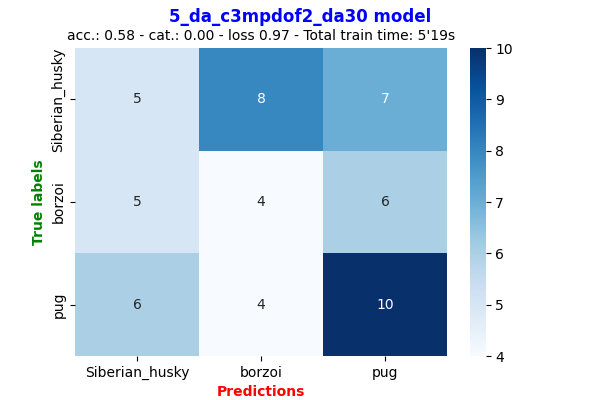 5_da_c3mpdof2_da30 model
acc.: 0.58 - cat.: 0.00 - loss 0.97 - Total train time: 5'19s
True labels
Siberian_husky
5 8 7
borzoi
5 4 6
pug
6 4 10
Siberian_husky borzoi pug
Predictions
10
9
8
7
6
5
4